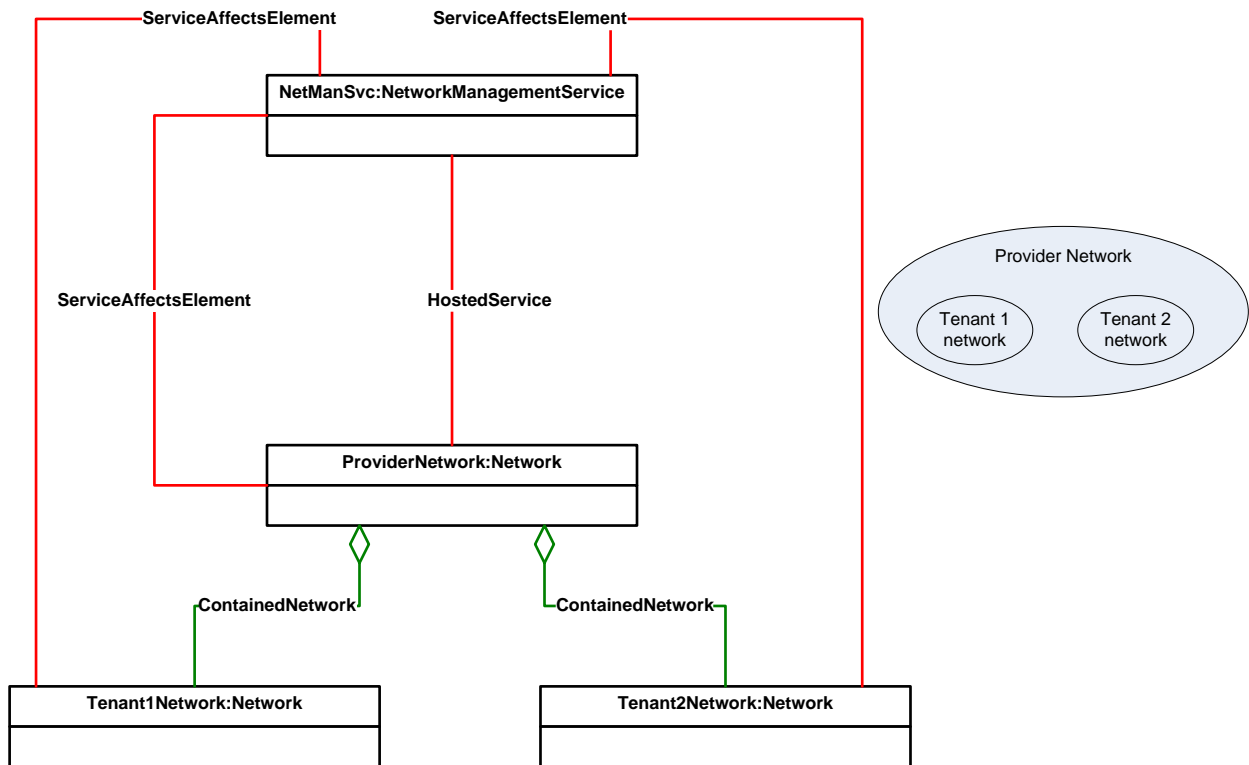 ServiceAffectsElement
ServiceAffectsElement
NetManSvc:NetworkManagementService
ServiceAffectsElement
HostedService
Provider Network
Tenant 1
network
Tenant 2
network
ProviderNetwork:Network
ContainedNetwork
ContainedNetwork
Tenant1Network:Network
Tenant2Network:Network